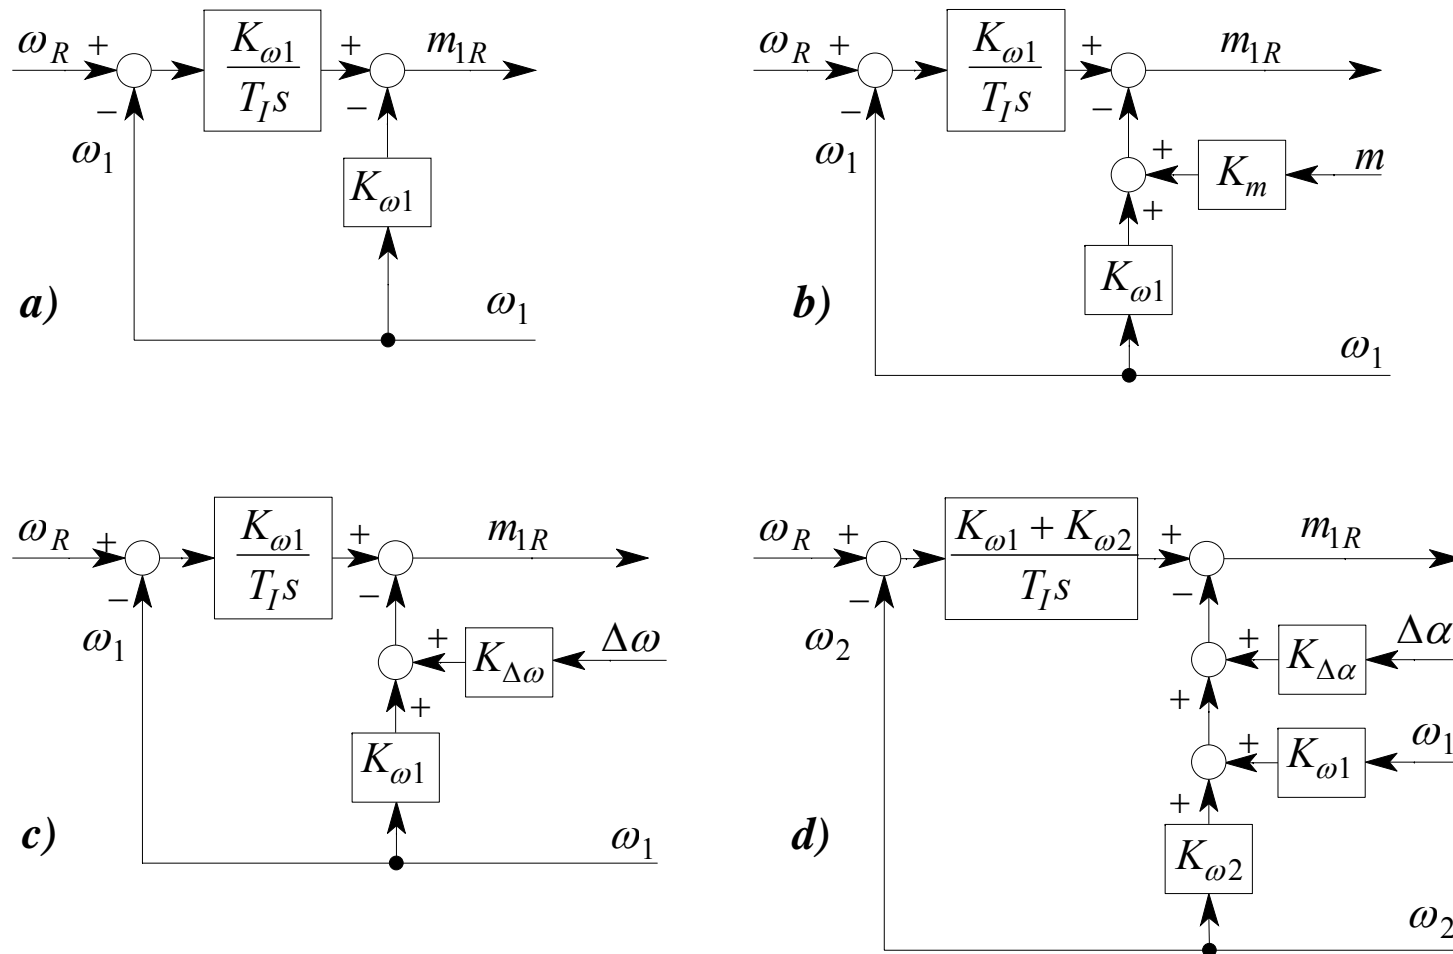 ω_R + K_ω1 / T_I s + m_1R
−
ω_1
−
K_ω1
a)
ω_1
ω_R + K_ω1 / T_I s + m_1R
−
ω_1
−
+ K_m m
+
K_ω1
b)
ω_1
ω_R + K_ω1 / T_I s + m_1R
−
ω_1
−
+ K_Δω Δω
+
K_ω1
c)
ω_1
ω_R + K_ω1 + K_ω2 / T_I s + m_1R
−
ω_2
−
+ K_Δα Δα
+
+ K_ω1 ω_1
+
K_ω2
d)
ω_2